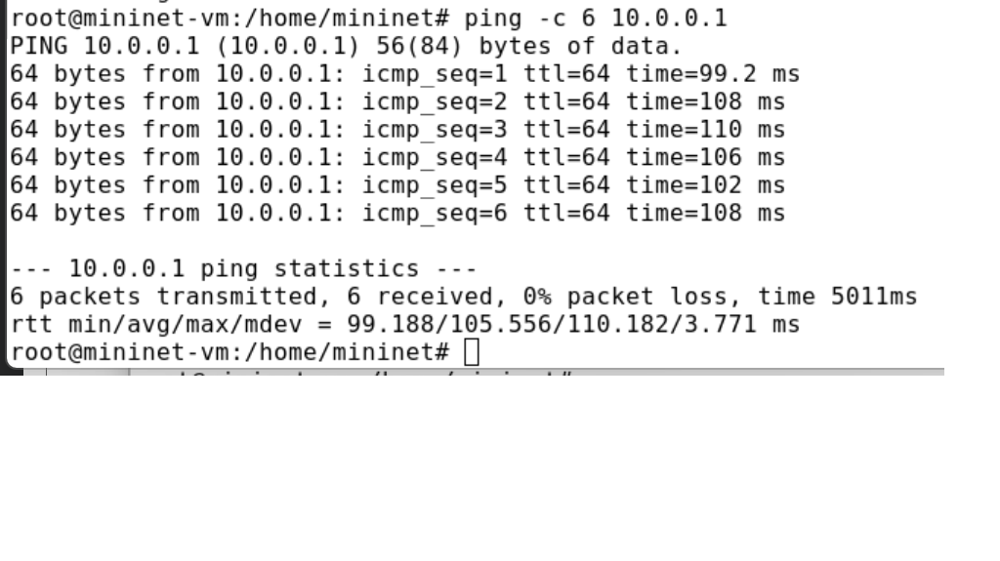 root@mininet-vm:/home/mininet# ping -c 6 10.0.0.1
PING 10.0.0.1 (10.0.0.1) 56(84) bytes of data.
64 bytes from 10.0.0.1: icmp_seq=1 ttl=64 time=99.2 ms
64 bytes from 10.0.0.1: icmp_seq=2 ttl=64 time=108 ms
64 bytes from 10.0.0.1: icmp_seq=3 ttl=64 time=110 ms
64 bytes from 10.0.0.1: icmp_seq=4 ttl=64 time=106 ms
64 bytes from 10.0.0.1: icmp_seq=5 ttl=64 time=102 ms
64 bytes from 10.0.0.1: icmp_seq=6 ttl=64 time=108 ms
--- 10.0.0.1 ping statistics ---
6 packets transmitted, 6 received, 0% packet loss, time 5011ms
rtt min/avg/max/mdev = 99.188/105.556/110.182/3.771 ms
root@mininet-vm:/home/mininet#